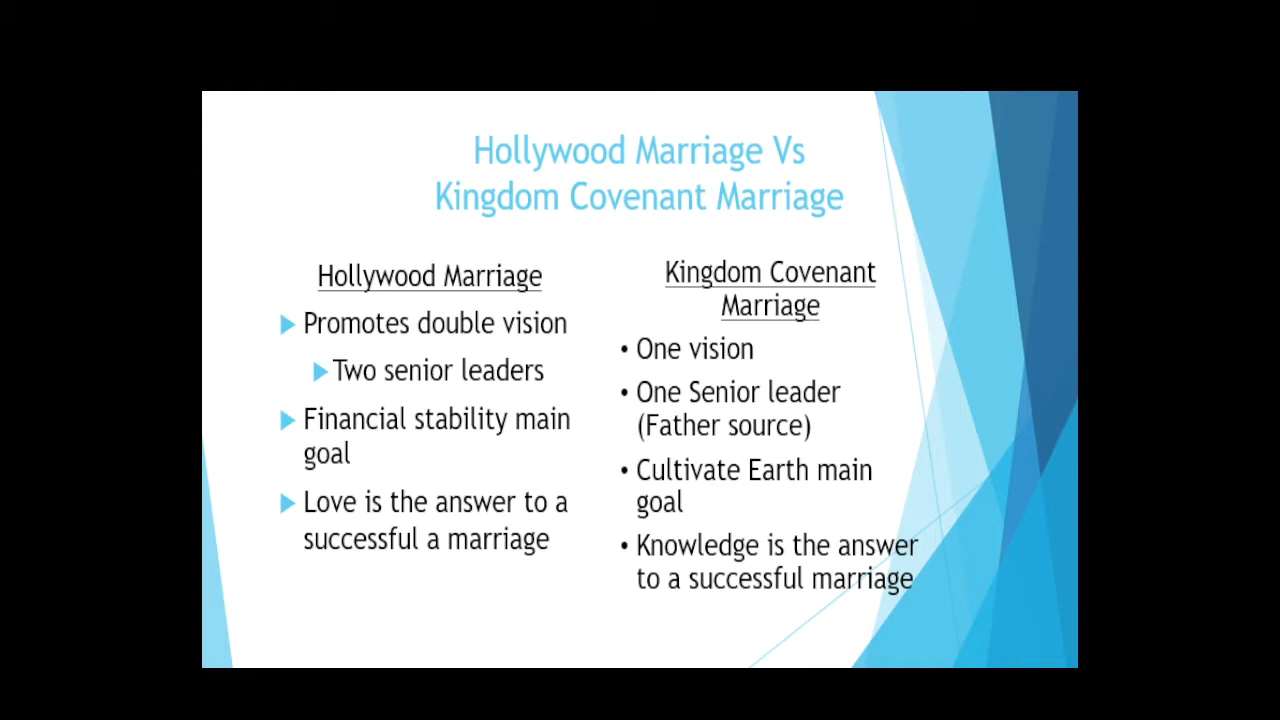 Hollywood Marriage Vs
Kingdom Covenant Marriage
Hollywood Marriage
Promotes double vision
Two senior leaders
Financial stability main
goal
Love is the answer to a
successful a marriage
Kingdom Covenant
Marriage
• One vision
• One Senior leader
(Father source)
• Cultivate Earth main
goal
• Knowledge is the answer
to a successful marriage